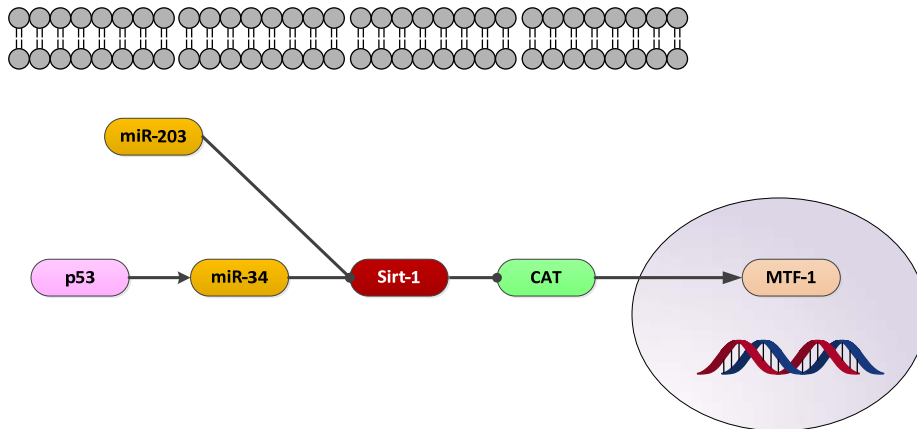 miR-203
p53
miR-34
Sirt-1
CAT
MTF-1